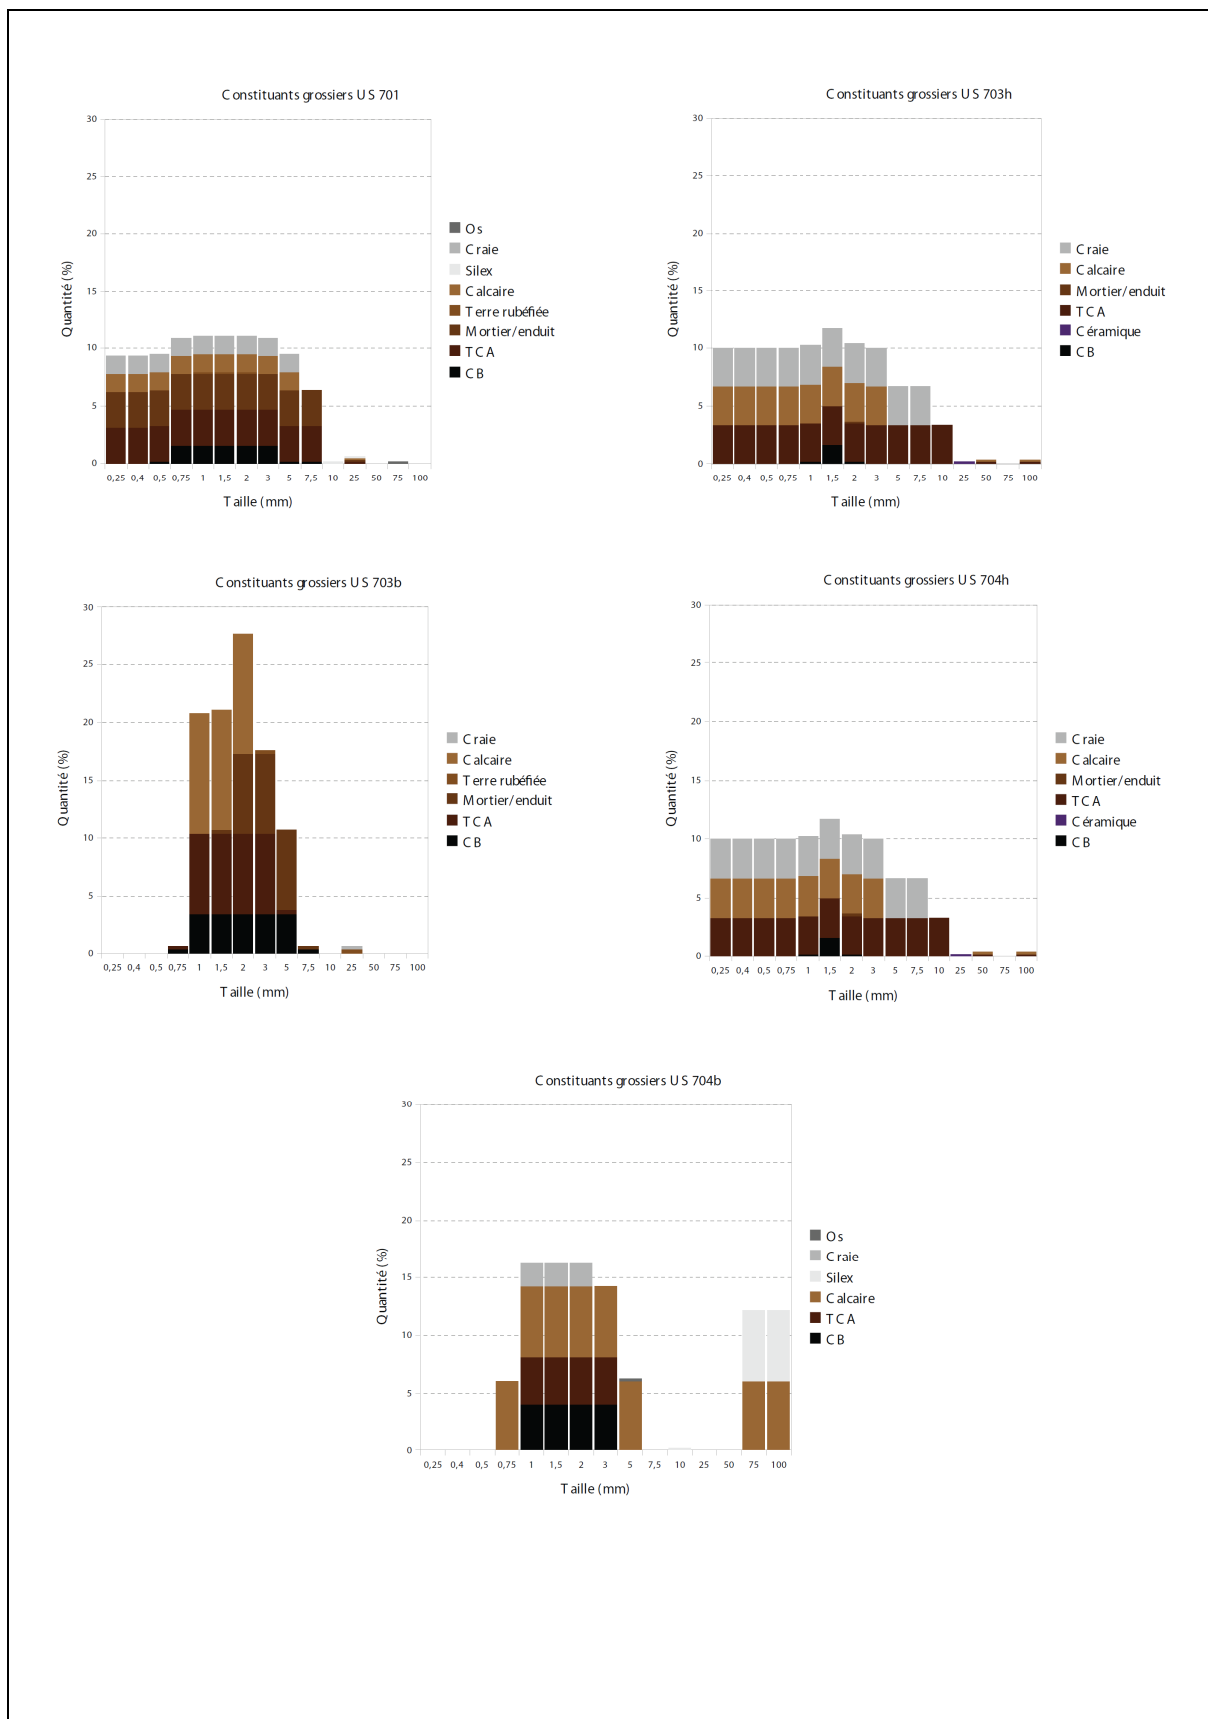 Constituants grossiers US 701
30
25
20
15
10
5
0
Quantité (%)
0,25 0,4 0,5 0,75 1 1,5 2 3 5 7,5 10 25 50 75 100
Taille (mm)
Os
Craie
Silex
Calcaire
Terre rubéfiée
Mortier/enduit
TCA
CB
Constituants grossiers US 703h
30
25
20
15
10
5
0
Quantité (%)
0,25 0,4 0,5 0,75 1 1,5 2 3 5 7,5 10 25 50 75 100
Taille (mm)
Craie
Calcaire
Mortier/enduit
TCA
Céramique
CB
Constituants grossiers US 703b
30
25
20
15
10
5
0
Quantité (%)
0,25 0,4 0,5 0,75 1 1,5 2 3 5 7,5 10 25 50 75 100
Taille (mm)
Craie
Calcaire
Terre rubéfiée
Mortier/enduit
TCA
CB
Constituants grossiers US 704h
30
25
20
15
10
5
0
Quantité (%)
0,25 0,4 0,5 0,75 1 1,5 2 3 5 7,5 10 25 50 75 100
Taille (mm)
Craie
Calcaire
Mortier/enduit
TCA
Céramique
CB
Constituants grossiers US 704b
30
25
20
15
10
5
0
Quantité (%)
0,25 0,4 0,5 0,75 1 1,5 2 3 5 7,5 10 25 50 75 100
Taille (mm)
Os
Craie
Silex
Calcaire
TCA
CB